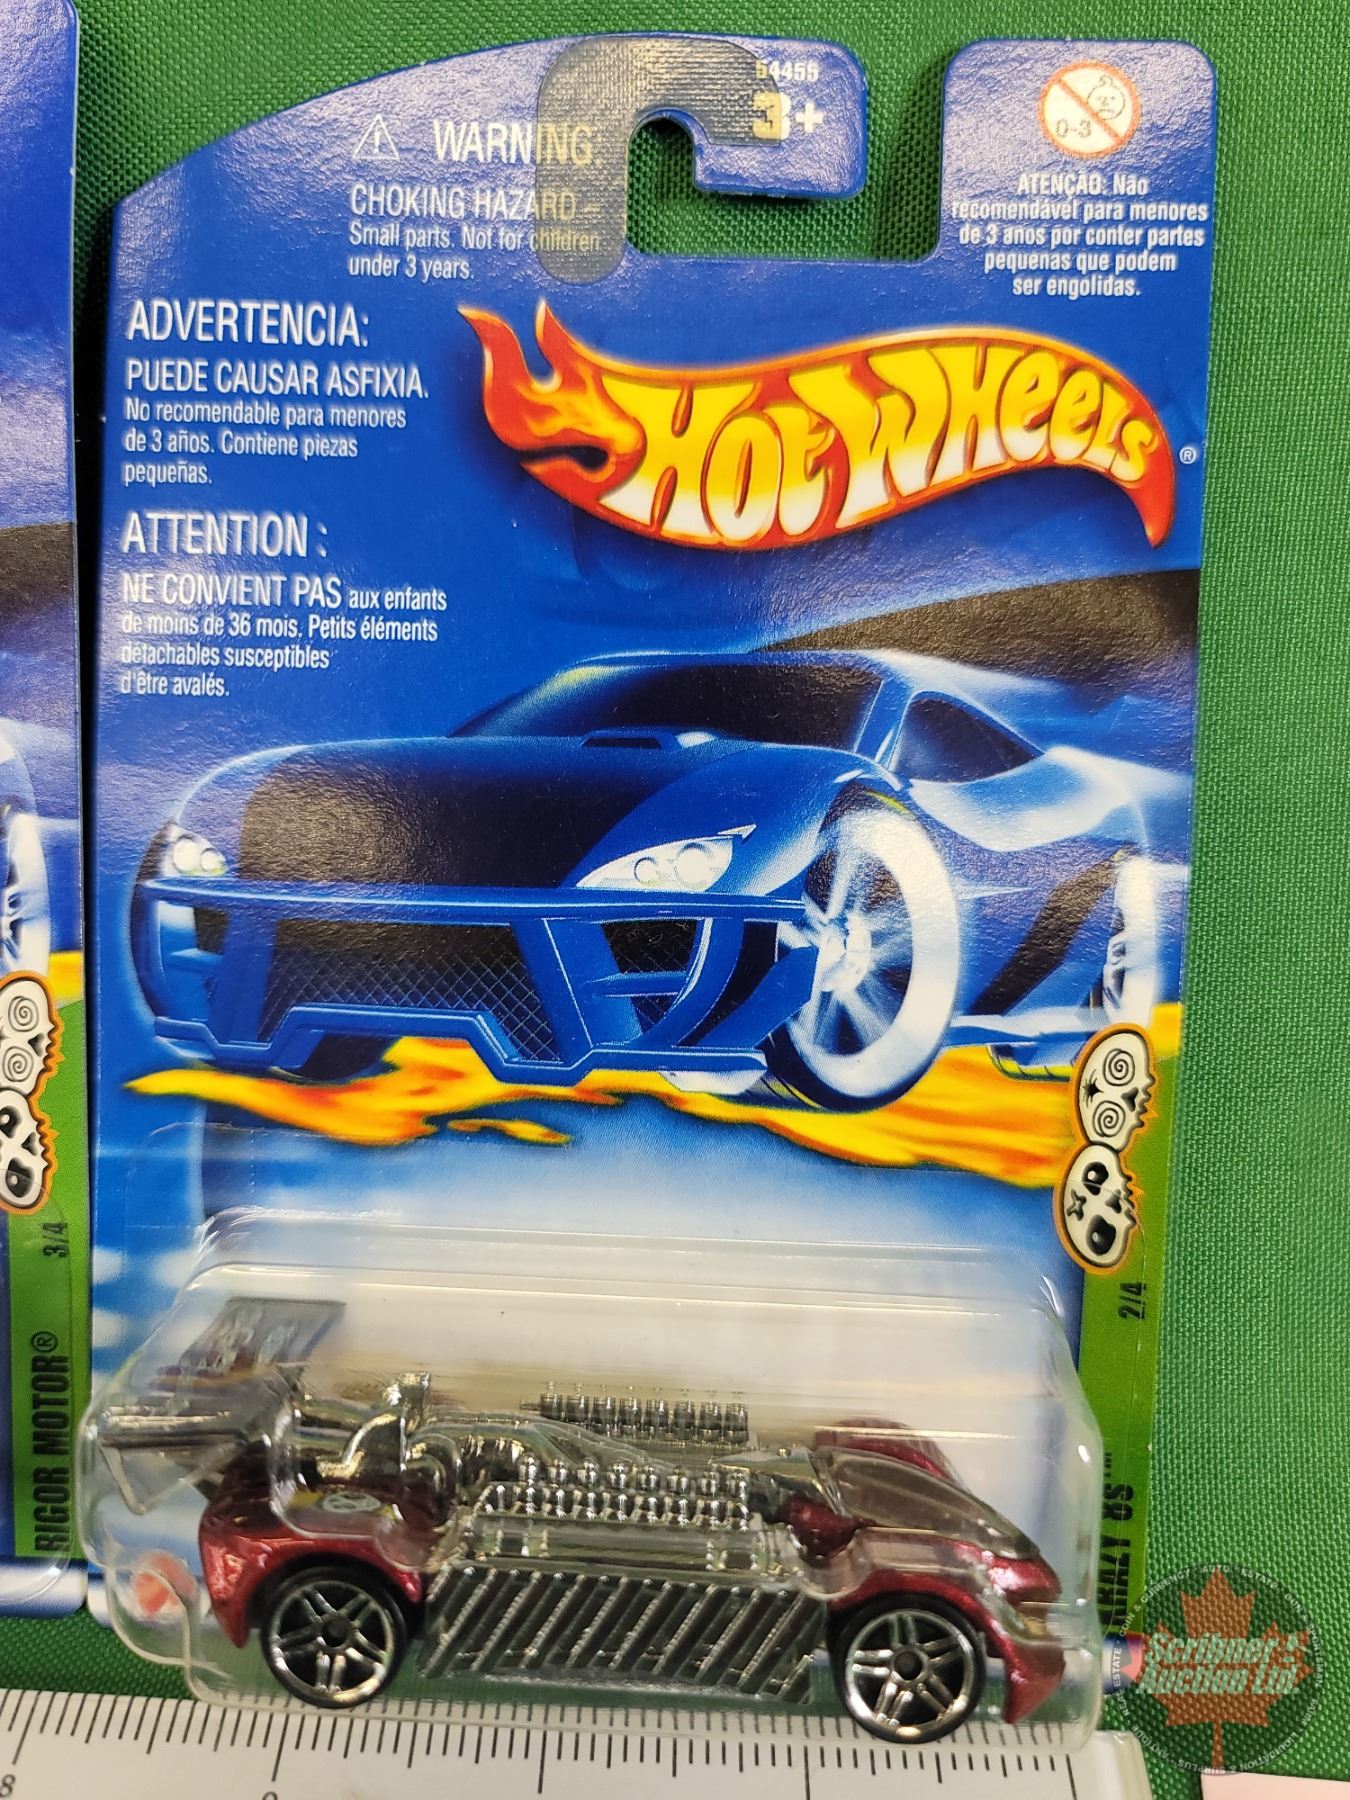 54455
3+
WARNING:
CHOKING HAZARD –
Small parts. Not for children
under 3 years.
0-3
ATENÇÃO: Não
recomendável para menores
de 3 anos por conter partes
pequenas que podem
ser engolidas.
ADVERTENCIA:
PUEDE CAUSAR ASFIXIA.
No recomendable para menores
de 3 años. Contiene piezas
pequeñas.
ATTENTION :
NE CONVIENT PAS aux enfants
de moins de 36 mois. Petits éléments
détachables susceptibles
d'être avalés.
HOT WHEELS®
2/4
8S™
3/4
RIGOR MOTOR®
Scribner
Auction Ltd.
8